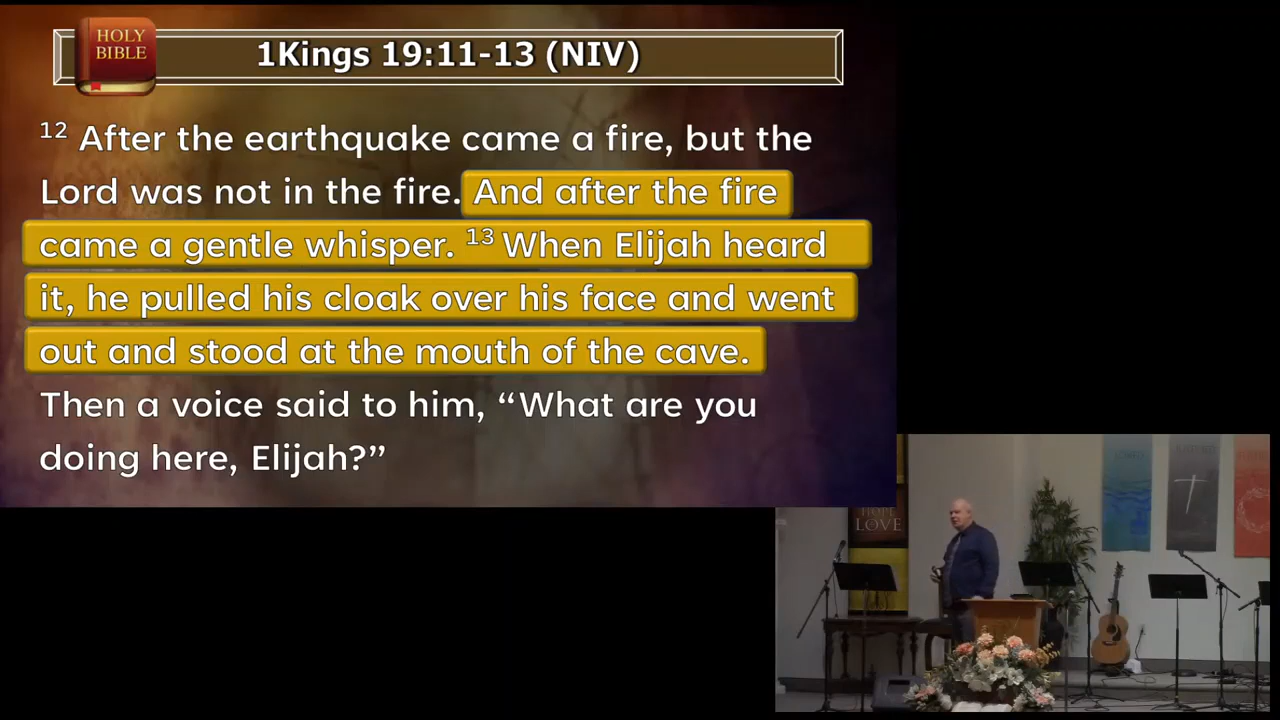 HOLY
BIBLE
1Kings 19:11-13 (NIV)
12 After the earthquake came a fire, but the
Lord was not in the fire. And after the fire
came a gentle whisper. 13 When Elijah heard
it, he pulled his cloak over his face and went
out and stood at the mouth of the cave.
Then a voice said to him, “What are you
doing here, Elijah?”
HOPE
LOVE